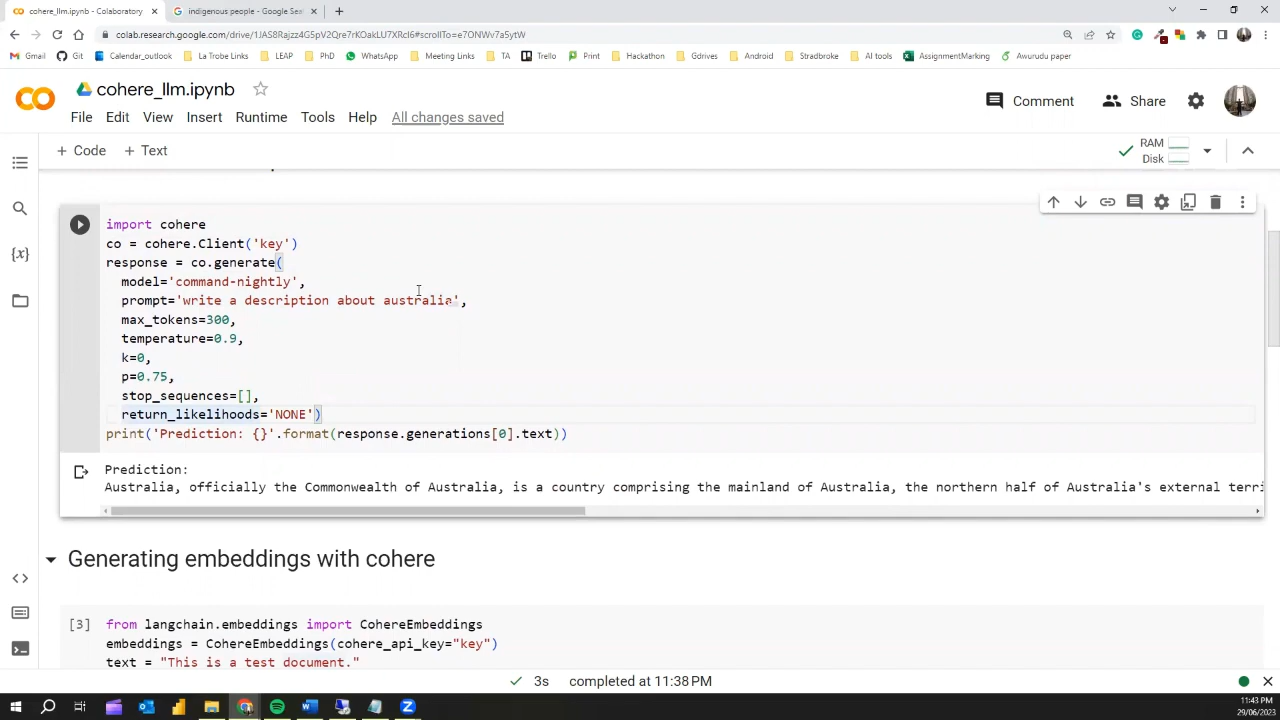 cohere_llm.ipynb - Colaboratory
indigenous people - Google Sea
colab.research.google.com/drive/1JAS8Rajzz4G5pV2Qre7rKOakLU7XRcI6#scrollTo=e7ONWv7a5ytW
Gmail Git Calendar_outlook La Trobe Links LEAP PhD WhatsApp Meeting Links TA Trello Print Hackathon Gdrives Android Stradbroke AI tools AssignmentMarking Awurudu paper
cohere_llm.ipynb
Comment Share
File Edit View Insert Runtime Tools Help All changes saved
+ Code + Text
RAM
Disk
import cohere
co = cohere.Client('key')
response = co.generate(
model='command-nightly',
prompt='write a description about australia',
max_tokens=300,
temperature=0.9,
k=0,
p=0.75,
stop_sequences=[],
return_likelihoods='NONE')
print('Prediction: {}'.format(response.generations[0].text))
Prediction:
Australia, officially the Commonwealth of Australia, is a country comprising the mainland of Australia, the northern half of Australia's external terri
Generating embeddings with cohere
[3] from langchain.embeddings import CohereEmbeddings
embeddings = CohereEmbeddings(cohere_api_key="key")
text = "This is a test document."
3s completed at 11:38 PM
11:43 PM
29/06/2023